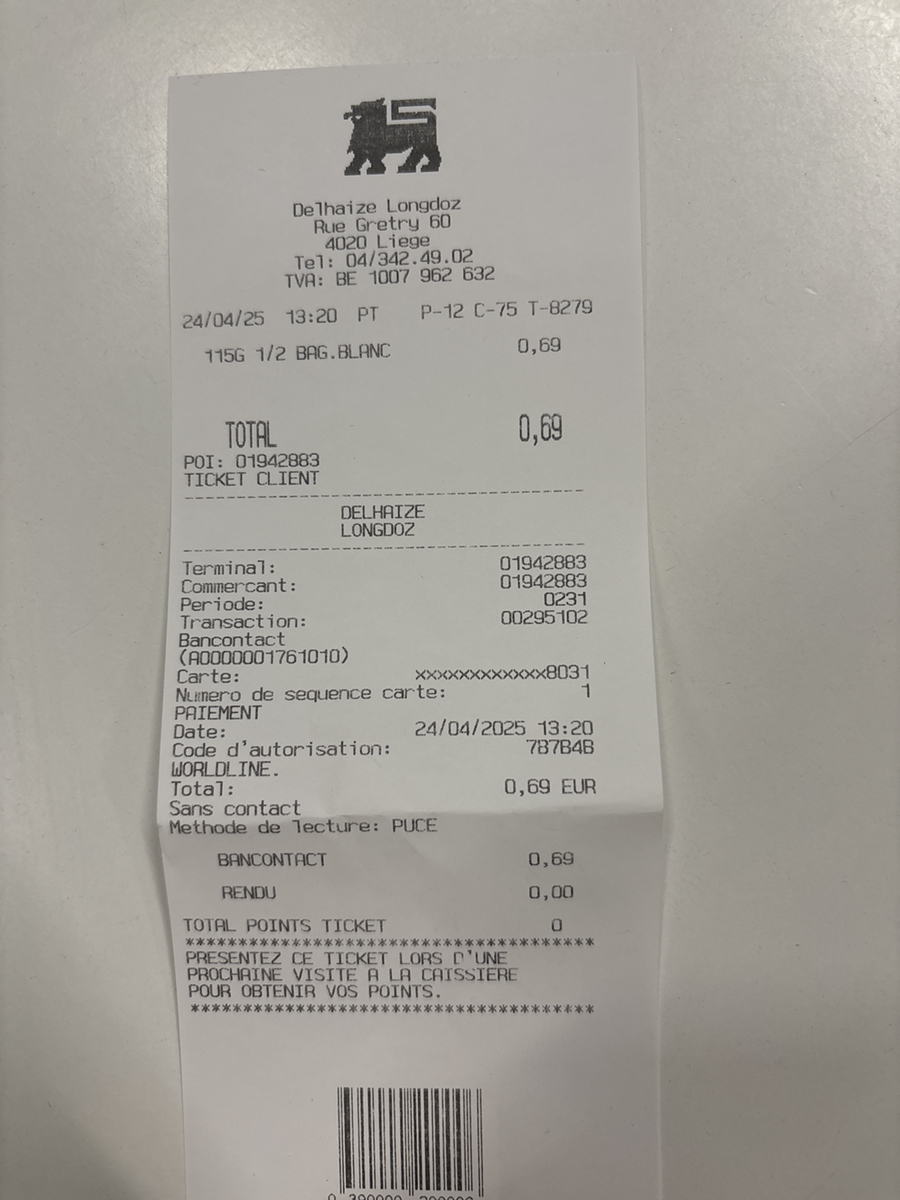 Delhaize Longdoz
Rue Gretry 60
4020 Liege
Tel: 04/342.49.02
TVA: BE 1007 962 632
24/04/25 13:20 PT P-12 C-75 T-8279
115G 1/2 BAG.BLANC 0,69
TOTAL 0,69
POI: 01942883
TICKET CLIENT
DELHAIZE
LONGDOZ
Terminal: 01942883
Commercant: 01942883
Periode: 0231
Transaction: 00295102
Bancontact
(A0000001761010)
Carte: xxxxxxxxxxxxx8031
Numero de sequence carte: 1
PAIEMENT
Date: 24/04/2025 13:20
Code d'autorisation: 787B4B
WORLDLINE.
Total: 0,69 EUR
Sans contact
Methode de lecture: PUCE
BANCONTACT 0,69
RENDU 0,00
TOTAL POINTS TICKET 0
****************************************
PRESENTEZ CE TICKET LORS D'UNE
PROCHAINE VISITE A LA CAISSIERE
POUR OBTENIR VOS POINTS.
****************************************